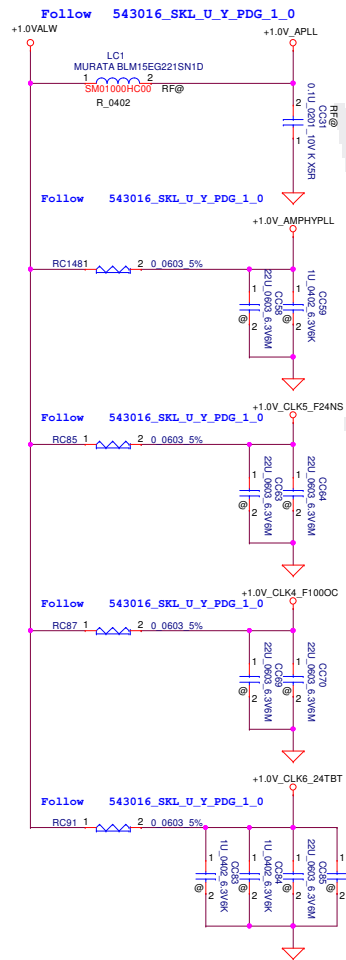 Follow 543016_SKL_U_Y_PDG_1_0
+1.0VALW
+1.0V_APLL
LC1
MURATA BLM15EG221SN1D
1 2
SM01000HC00 RF@
R_0402
RF@
CC31
0.1U_0201_10V K X5R
2
1
Follow 543016_SKL_U_Y_PDG_1_0
+1.0V_AMPHYPLL
RC148 1 2 0_0603_5%
CC58
22U_0603_6.3V6M
1
2
@
CC59
1U_0402_6.3V6K
1
2
@
+1.0V_CLK5_F24NS
Follow 543016_SKL_U_Y_PDG_1_0
RC85 1 2 0_0603_5%
CC63
22U_0603_6.3V6M
1
2
@
CC64
22U_0603_6.3V6M
1
2
@
+1.0V_CLK4_F100OC
Follow 543016_SKL_U_Y_PDG_1_0
RC87 1 2 0_0603_5%
CC69
22U_0603_6.3V6M
1
2
@
CC70
22U_0603_6.3V6M
1
2
@
+1.0V_CLK6_24TBT
Follow 543016_SKL_U_Y_PDG_1_0
RC91 1 2 0_0603_5%
1
2
@
CC83
1U_0402_6.3V6K
1
2
CC84
1U_0402_6.3V6K
1
2
@
CC85
22U_0603_6.3V6M
1
2
@